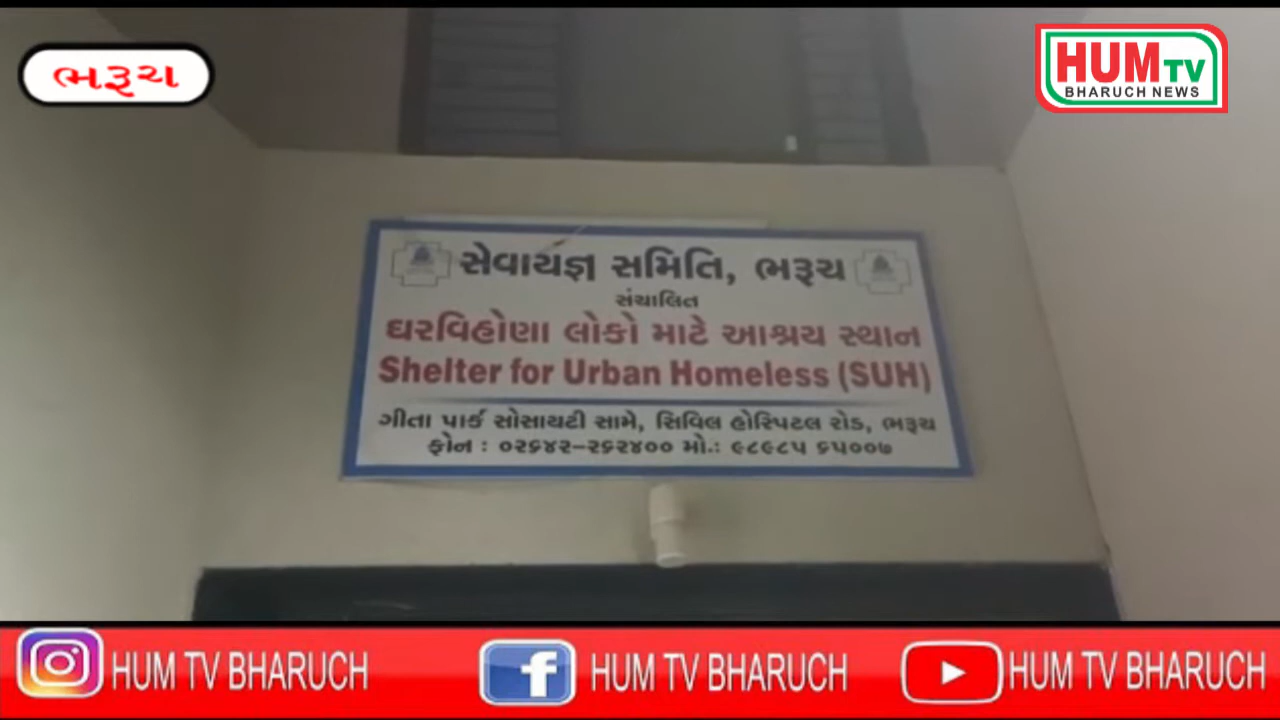 ભરૂચ
HUM TV
BHARUCH NEWS
સેવાયજ્ઞ સમિતિ, ભરૂચ
સંચાલિત
ઘરવિહોણા લોકો માટે આશ્રય સ્થાન
Shelter for Urban Homeless (SUH)
ગીતા પાર્ક સોસાયટી સામે, સિવિલ હોસ્પિટલ રોડ, ભરૂચ
ફોન : ૦૨૬૪૨-૨૬૨૪૦૦ મો.: ૯૮૯૮૫ ૬૫૦૦૭
HUM TV BHARUCH HUM TV BHARUCH HUM TV BHARUCH